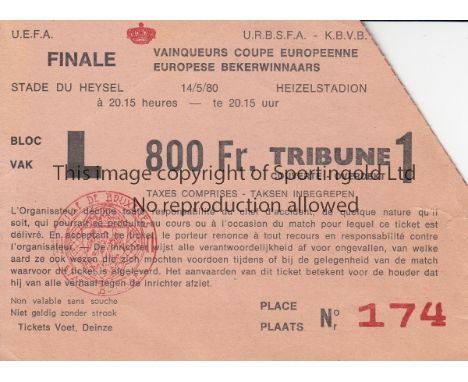 U.E.F.A. U.R.B.S.F.A. - K.B.V.B.
FINALE VAINQUEURS COUPE EUROPEENNE
EUROPESE BEKERWINNAARS
STADE DU HEYSEL 14/5/80 HEIZELSTADION
à 20.15 heures — te 20.15 uur
BLOC
VAK L 800 Fr. TRIBUNE 1
This image copyright of Sportingold Ltd
No reproduction allowed
TAXES COMPRISES - TAKSEN INBEGREPEN
L'Organisateur décline toute responsabilité du chef d'accident, de quelque nature qu'il
soit, qui pourrait se produire au cours ou à l'occasion du match pour lequel ce ticket est
délivré. En acceptant ce ticket le porteur renonce à tout recours en responsabilité contre
l'organisateur. — De inrichter wijst alle verantwoordelijkheid af voor ongevallen, van welke
aard ze ook wezen die zich mochten voordoen tijdens of bij de gelegenheid van de match
waarvoor dit ticket is afgeleverd. Het aanvaarden van dit ticket betekent voor de houder dat
hij van alle verhaal tegen de inrichter afziet.
Non valable sans souche
Niet geldig zonder strook
Tickets Voet, Deinze
PLACE
PLAATS Nor 174